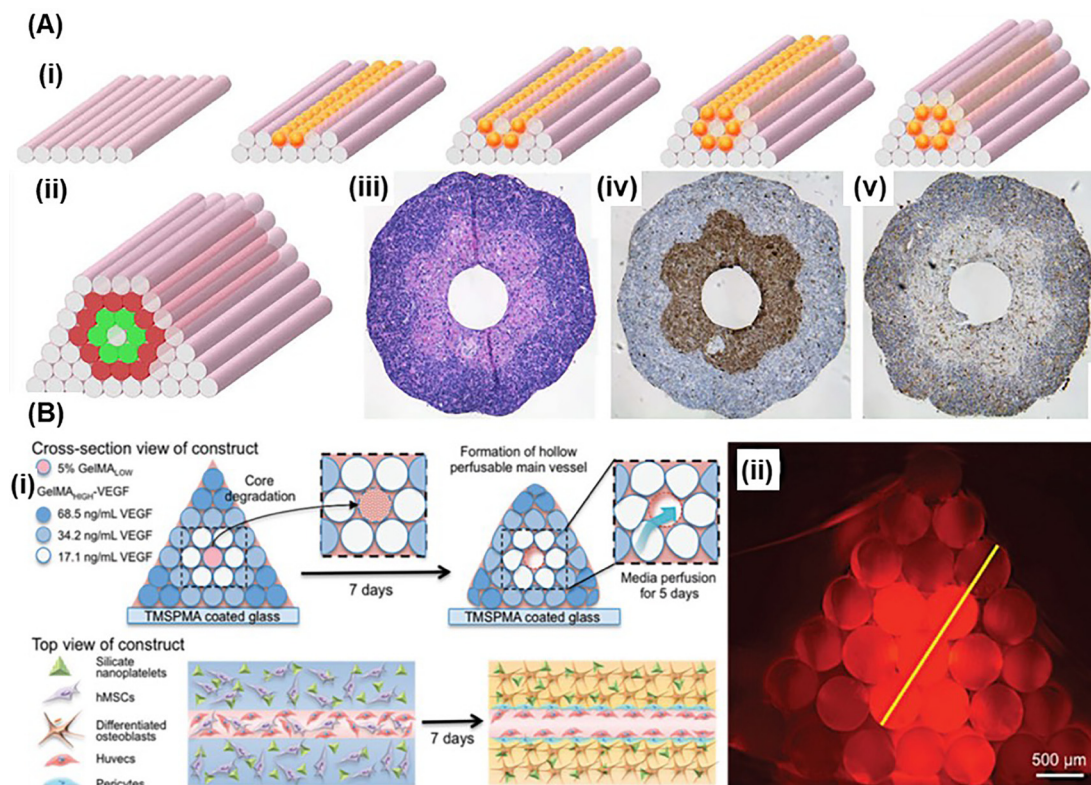 (A)
(i)
(ii)
(iii)
(iv)
(v)
(B)
(i)
Cross-section view of construct
5% GelMALOW
GelMAHIGH-VEGF
68.5 ng/mL VEGF
34.2 ng/mL VEGF
17.1 ng/mL VEGF
Core
degradation
7 days
TMSPMA coated glass
Formation of hollow
perfusable main vessel
Media perfusion
for 5 days
TMSPMA coated glass
Top view of construct
Silicate
nanoplatelets
hMSCs
Differentiated
osteoblasts
Huvecs
Pericytes
7 days
(ii)
500 µm